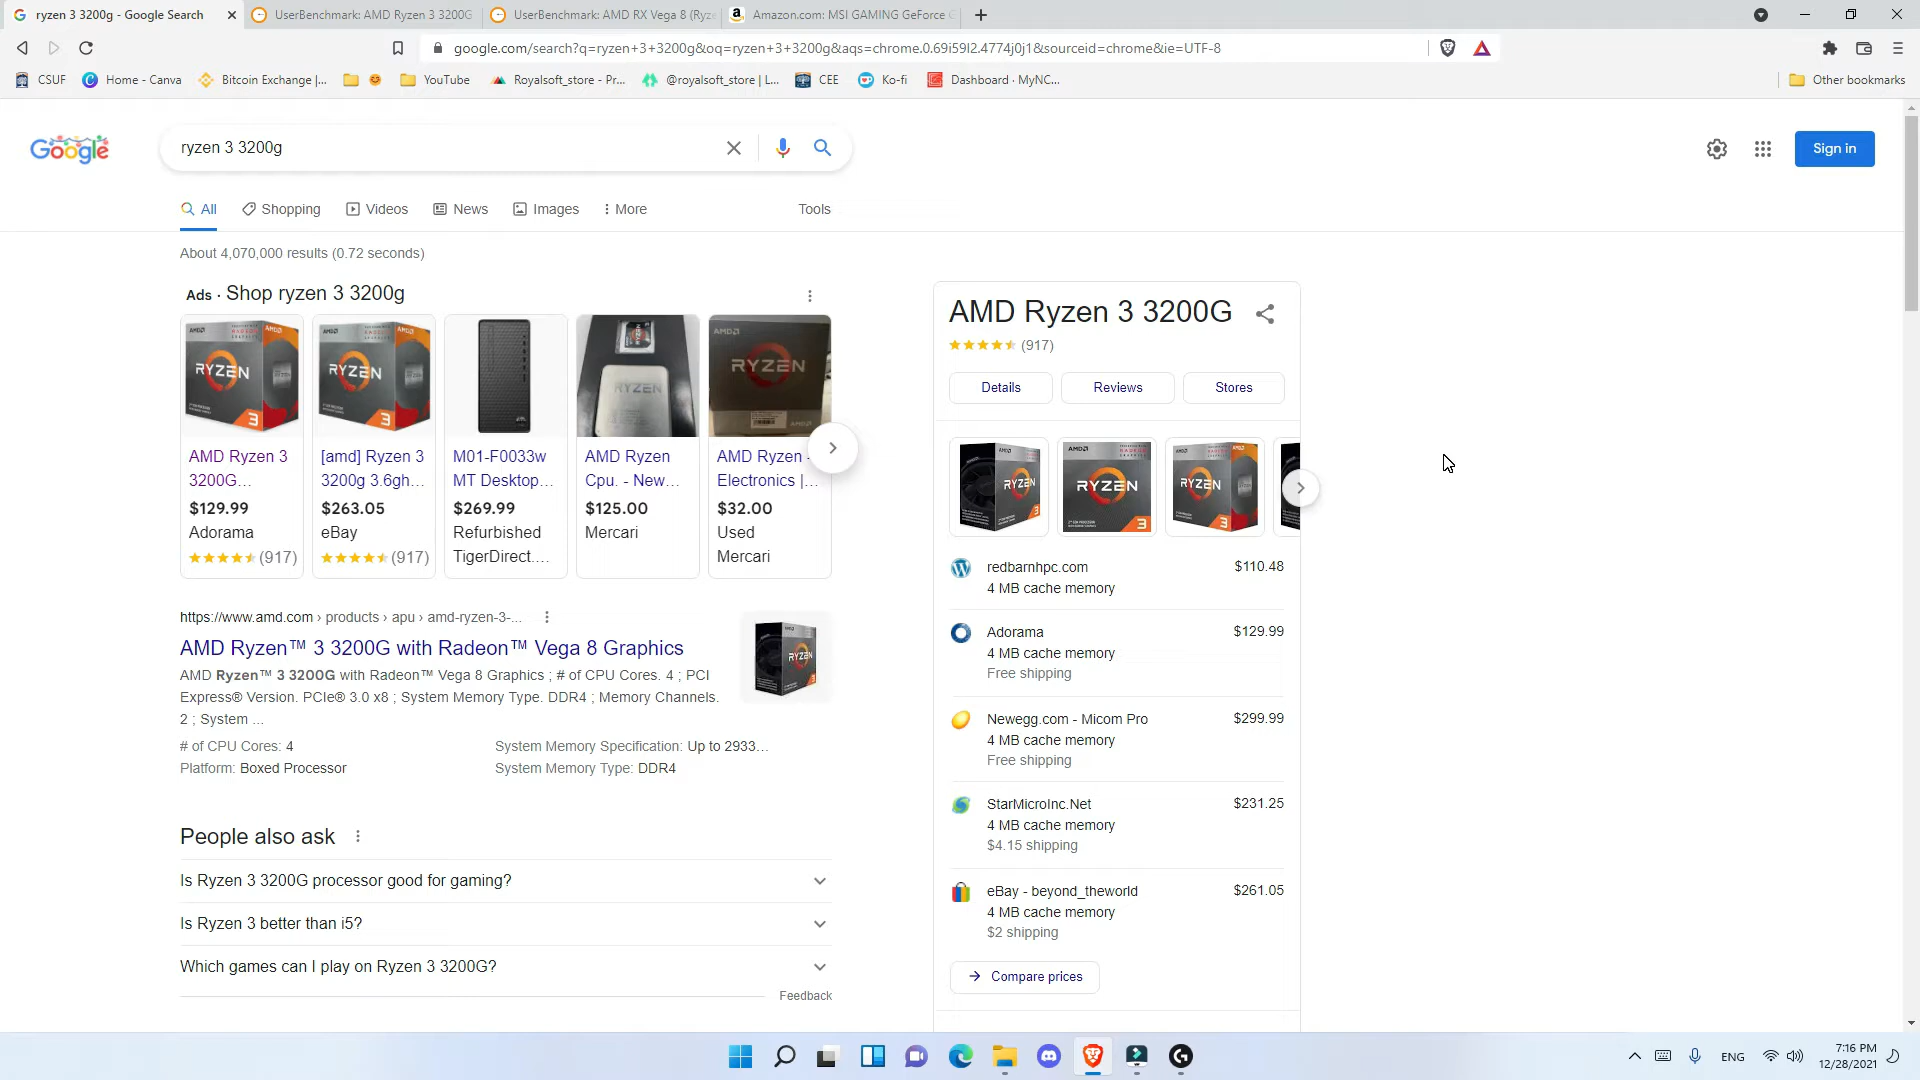 ryzen 3 3200g - Google Search
UserBenchmark: AMD Ryzen 3 3200G
UserBenchmark: AMD RX Vega 8 (Ryze
Amazon.com: MSI GAMING GeForce G
google.com/search?q=ryzen+3+3200g&oq=ryzen+3+3200g&aqs=chrome.0.69i59l2.4774j0j1&sourceid=chrome&ie=UTF-8
CSUF
Home - Canva
Bitcoin Exchange |...
YouTube
Royalsoft_store - Pr...
@royalsoft_store | L...
CEE
Ko-fi
Dashboard · MyNC...
Other bookmarks
Google
ryzen 3 3200g
Sign in
All
Shopping
Videos
News
Images
More
Tools
About 4,070,000 results (0.72 seconds)
Ads · Shop ryzen 3 3200g
AMD Ryzen 3
3200G...
$129.99
Adorama
(917)
[amd] Ryzen 3
3200g 3.6gh...
$263.05
eBay
(917)
M01-F0033w
MT Desktop...
$269.99
Refurbished
TigerDirect....
AMD Ryzen
Cpu. - New...
$125.00
Mercari
AMD Ryzen -
Electronics |...
$32.00
Used
Mercari
https://www.amd.com › products › apu › amd-ryzen-3-...
AMD Ryzen™ 3 3200G with Radeon™ Vega 8 Graphics
AMD Ryzen™ 3 3200G with Radeon™ Vega 8 Graphics ; # of CPU Cores. 4 ; PCI
Express® Version. PCIe® 3.0 x8 ; System Memory Type. DDR4 ; Memory Channels.
2 ; System ...
# of CPU Cores: 4
System Memory Specification: Up to 2933...
Platform: Boxed Processor
System Memory Type: DDR4
People also ask
Is Ryzen 3 3200G processor good for gaming?
Is Ryzen 3 better than i5?
Which games can I play on Ryzen 3 3200G?
Feedback
AMD Ryzen 3 3200G
(917)
Details
Reviews
Stores
redbarnhpc.com
$110.48
4 MB cache memory
Adorama
$129.99
4 MB cache memory
Free shipping
Newegg.com - Micom Pro
$299.99
4 MB cache memory
Free shipping
StarMicroInc.Net
$231.25
4 MB cache memory
$4.15 shipping
eBay - beyond_theworld
$261.05
4 MB cache memory
$2 shipping
Compare prices
ENG
7:16 PM
12/28/2021